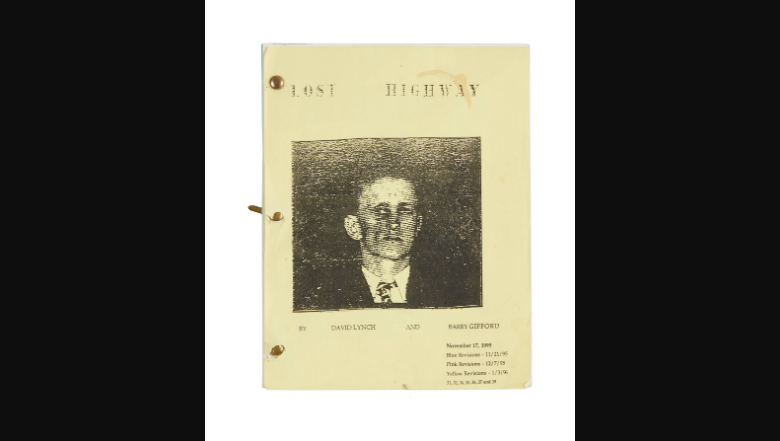 LOST HIGHWAY
BY DAVID LYNCH AND BARRY GIFFORD
November 17, 1995
Blue Revisions - 11/21/95
Pink Revisions - 12/7/95
Yellow Revisions - 1/3/96